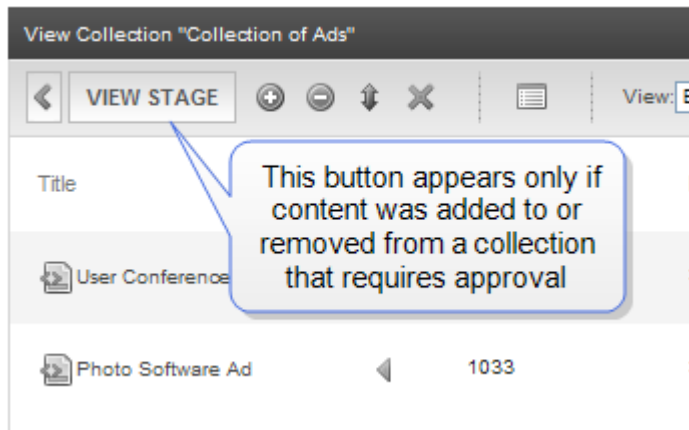 View Collection "Collection of Ads"
VIEW STAGE
View:
Title
This button appears only if
content was added to or
removed from a collection
that requires approval
User Conference
Photo Software Ad
1033